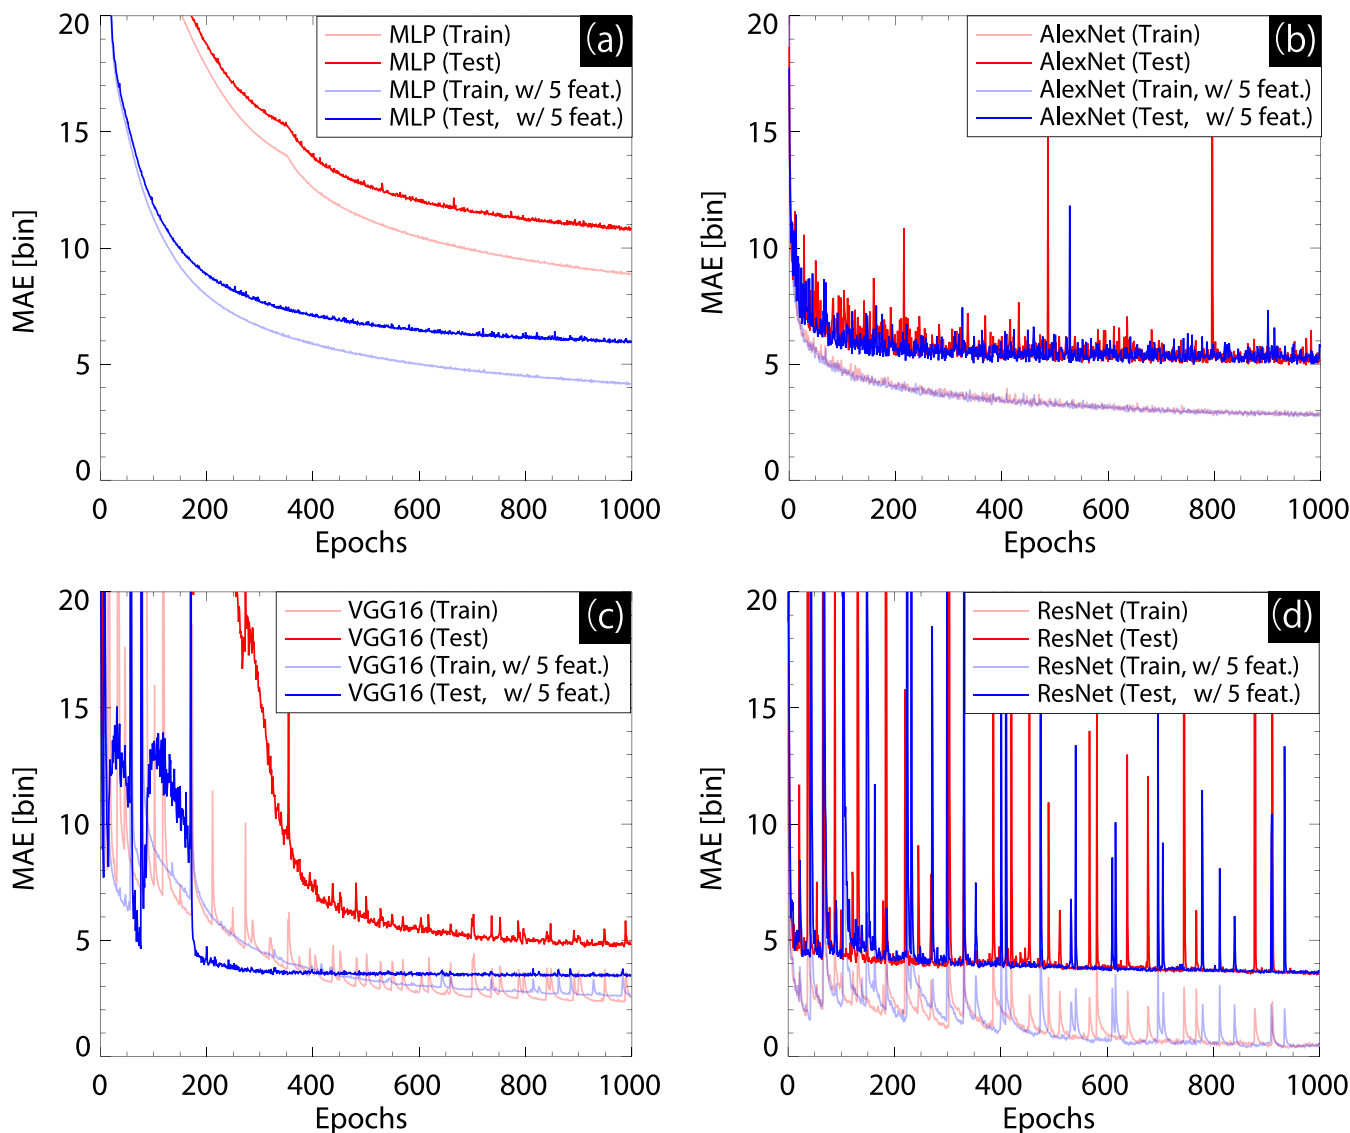 (a)
MLP (Train)
MLP (Test)
MLP (Train, w/ 5 feat.)
MLP (Test, w/ 5 feat.)
MAE [bin]
20
15
10
5
0
0 200 400 600 800 1000
Epochs
(b)
AlexNet (Train)
AlexNet (Test)
AlexNet (Train, w/ 5 feat.)
AlexNet (Test, w/ 5 feat.)
MAE [bin]
20
15
10
5
0
0 200 400 600 800 1000
Epochs
(c)
VGG16 (Train)
VGG16 (Test)
VGG16 (Train, w/ 5 feat.)
VGG16 (Test, w/ 5 feat.)
MAE [bin]
20
15
10
5
0
0 200 400 600 800 1000
Epochs
(d)
ResNet (Train)
ResNet (Test)
ResNet (Train, w/ 5 feat.)
ResNet (Test, w/ 5 feat.)
MAE [bin]
20
15
10
5
0
0 200 400 600 800 1000
Epochs